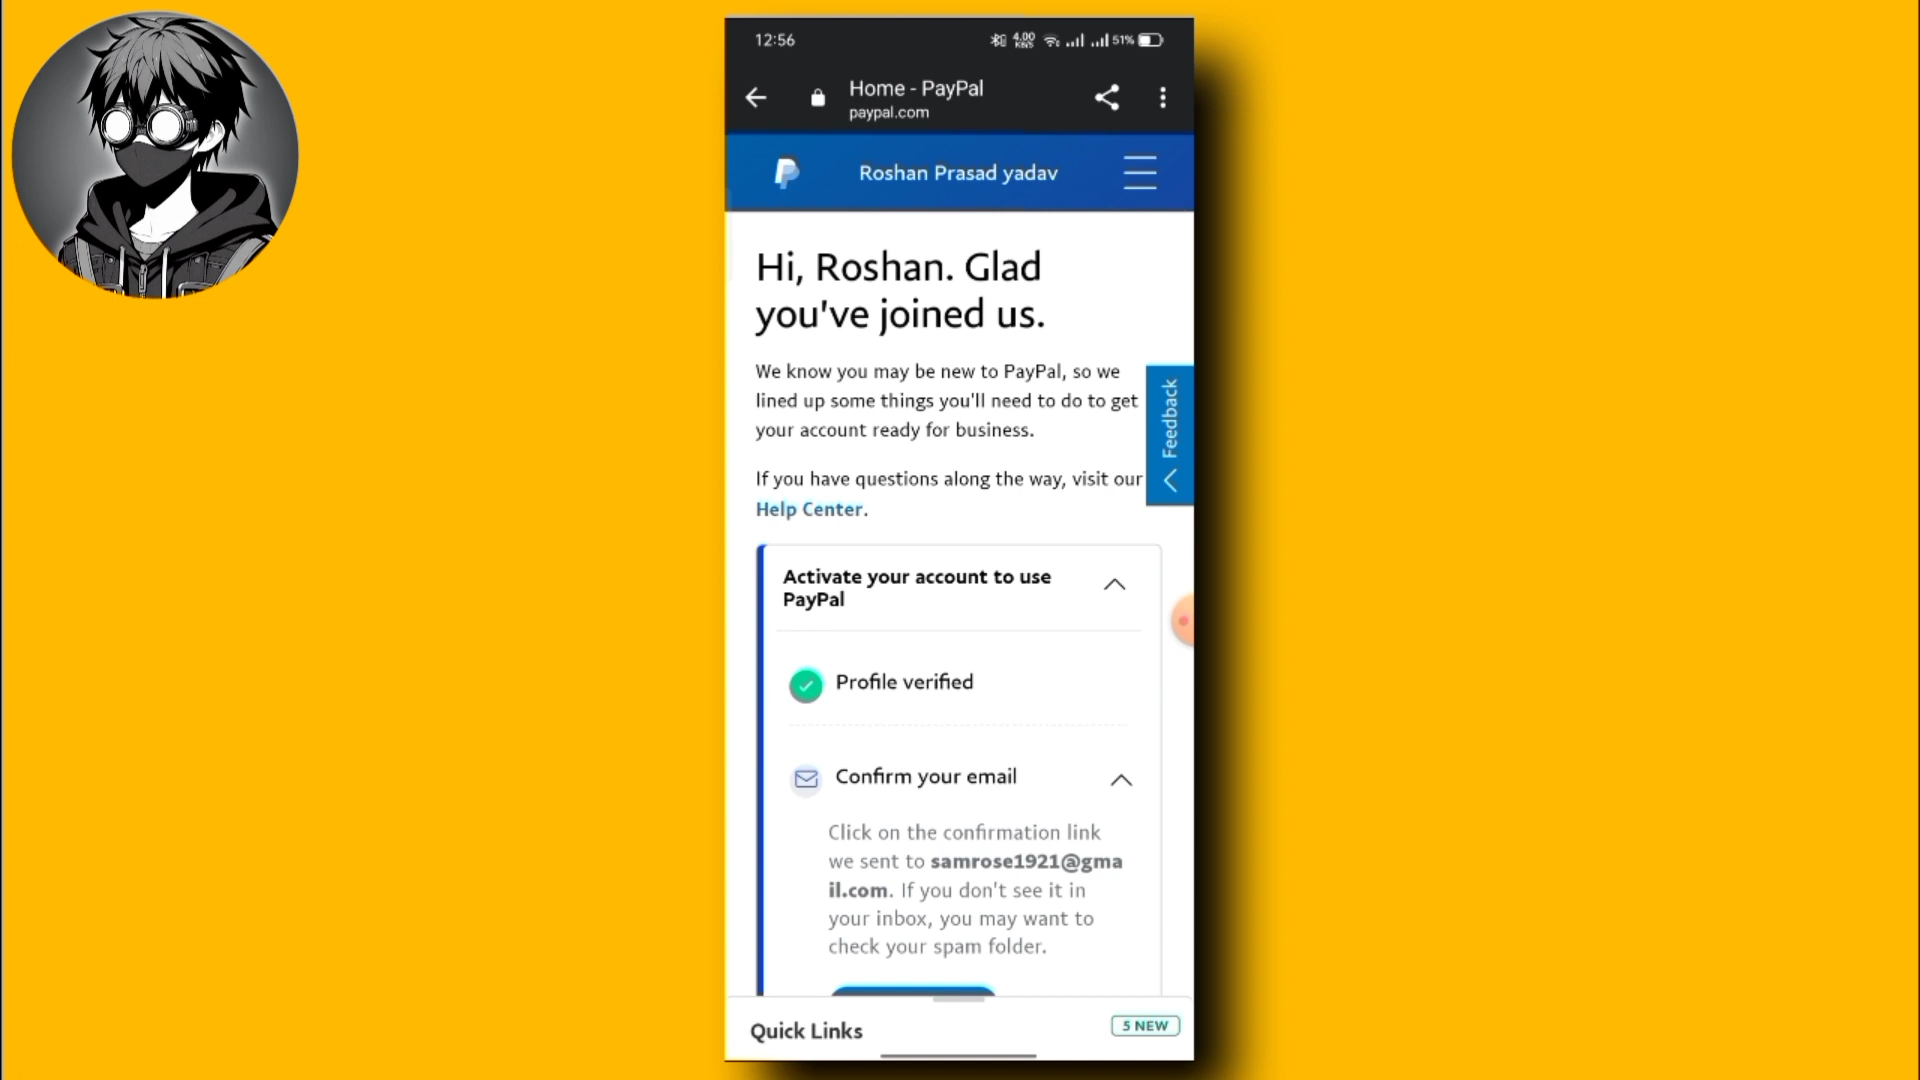 12:56
4.00
KB/S
51%
Home - PayPal
paypal.com
Roshan Prasad yadav
Hi, Roshan. Glad
you've joined us.
We know you may be new to PayPal, so we
lined up some things you'll need to do to get
your account ready for business.
If you have questions along the way, visit our
Help Center.
Feedback
Activate your account to use
PayPal
Profile verified
Confirm your email
Click on the confirmation link
we sent to samrose1921@gma
il.com. If you don't see it in
your inbox, you may want to
check your spam folder.
Quick Links
5 NEW